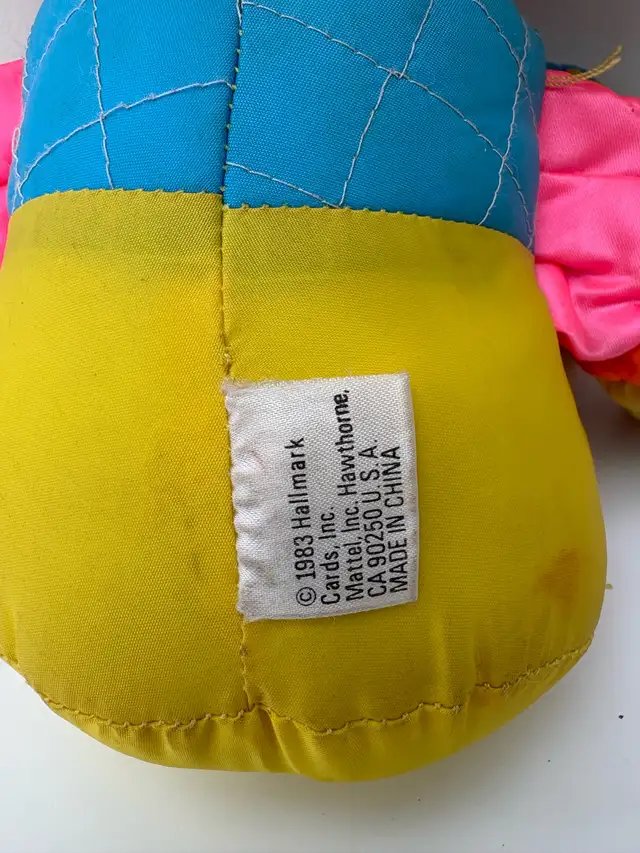 © 1983 Hallmark
Cards, Inc.
Mattel, Inc. Hawthorne,
CA 90250 U.S.A.
MADE IN CHINA